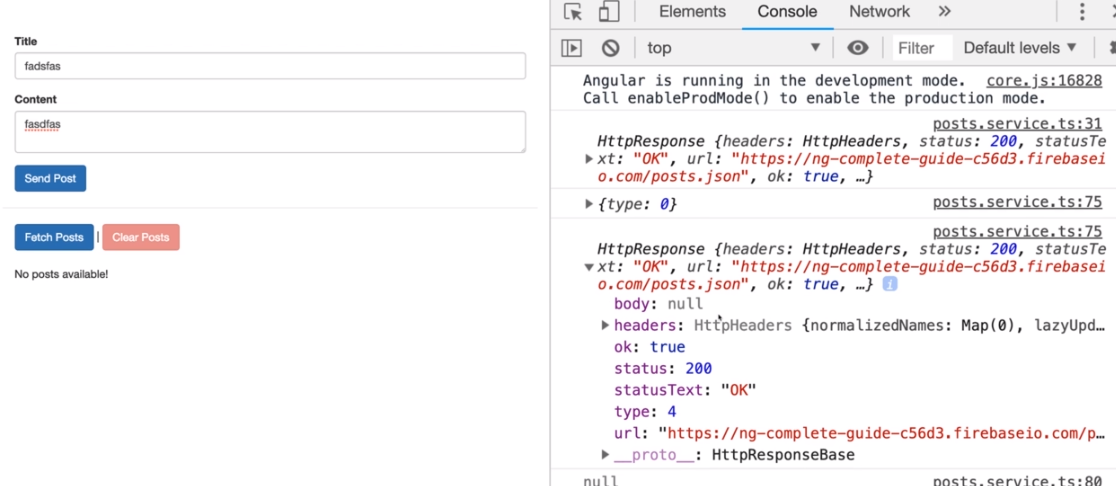 Title
fadsfas
Content
fasdfas
Send Post
Fetch Posts | Clear Posts
No posts available!
Elements Console Network »
top Filter Default levels
Angular is running in the development mode. core.js:16828
Call enableProdMode() to enable the production mode.
posts.service.ts:31
HttpResponse {headers: HttpHeaders, status: 200, statusTe
xt: "OK", url: "https://ng-complete-guide-c56d3.firebasei
o.com/posts.json", ok: true, …}
{type: 0} posts.service.ts:75
posts.service.ts:75
HttpResponse {headers: HttpHeaders, status: 200, statusTe
xt: "OK", url: "https://ng-complete-guide-c56d3.firebasei
o.com/posts.json", ok: true, …} i
body: null
headers: HttpHeaders {normalizedNames: Map(0), lazyUpd…
ok: true
status: 200
statusText: "OK"
type: 4
url: "https://ng-complete-guide-c56d3.firebaseio.com/p…
__proto__: HttpResponseBase
null posts.service.ts:80